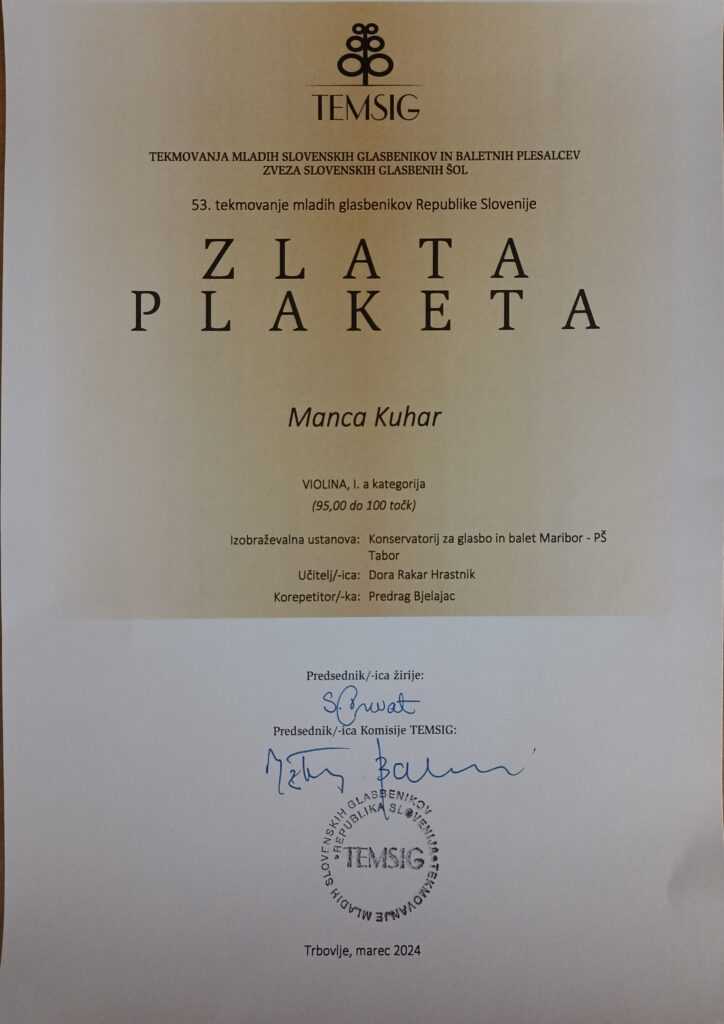 TEMSIG
TEKMOVANJA MLADIH SLOVENSKIH GLASBENIKOV IN BALETNIH PLESALCEV
ZVEZA SLOVENSKIH GLASBENIH ŠOL
53. tekmovanje mladih glasbenikov Republike Slovenije
ZLATA
PLAKETA
Manca Kuhar
VIOLINA, I. a kategorija
(95,00 do 100 točk)
Izobraževalna ustanova: Konservatorij za glasbo in balet Maribor - PŠ
Tabor
Učitelj/-ica: Dora Rakar Hrastnik
Korepetitor/-ka: Predrag Bjelajac
Predsednik/-ica žirije:
Predsednik/-ica Komisije TEMSIG:
TEKMOVANJE MLADIH SLOVENSKIH GLASBENIKOV
REPUBLIKA SLOVENIJA
TEMSIG
Trbovlje, marec 2024